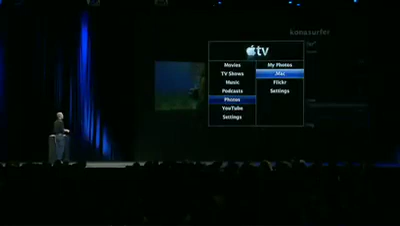 konasurfer
tv
Movies
TV Shows
Music
Podcasts
Photos
YouTube
Settings
My Photos
.Mac
Flickr
Settings